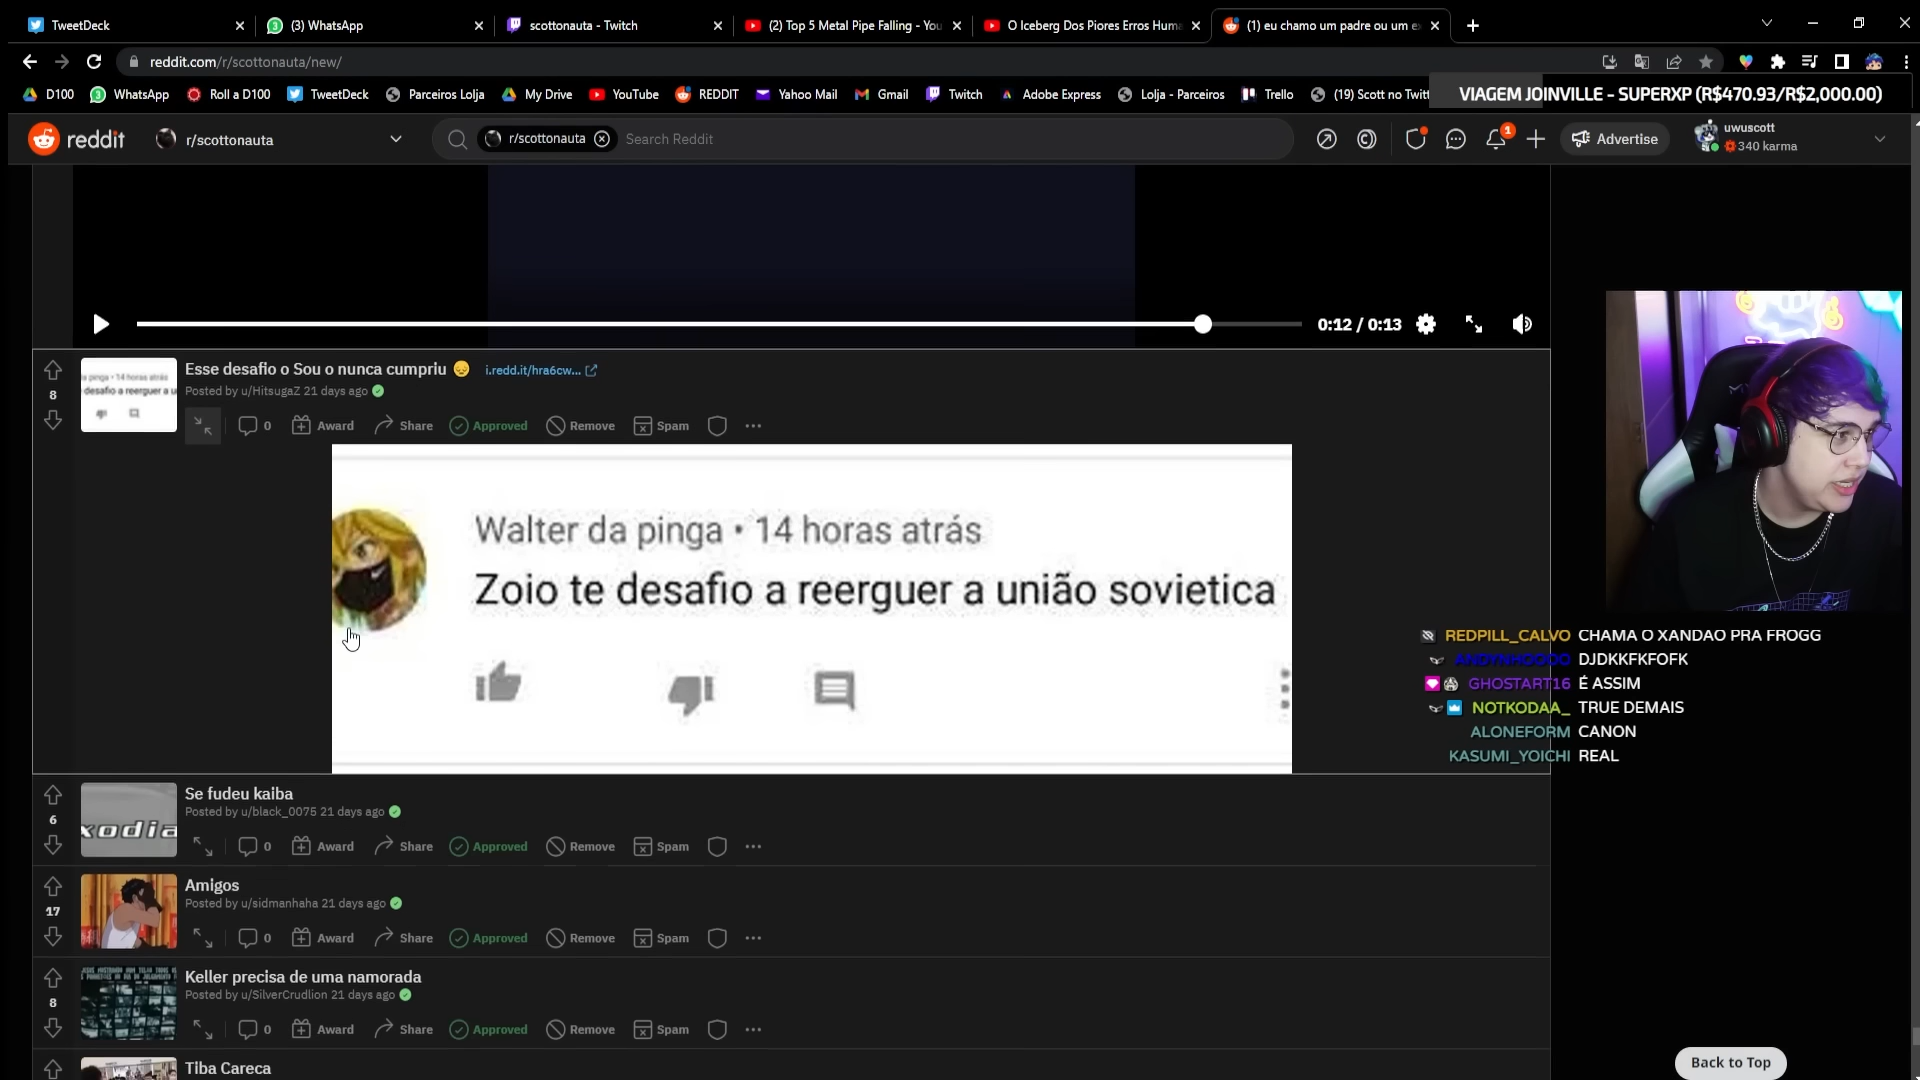 TweetDeck
(3) WhatsApp
scottonauta - Twitch
(2) Top 5 Metal Pipe Falling - You
O Iceberg Dos Piores Erros Huma
(1) eu chamo um padre ou um e
reddit.com/r/scottonauta/new/
D100
WhatsApp
Roll a D100
TweetDeck
Parceiros Lolja
My Drive
YouTube
REDDIT
Yahoo Mail
Gmail
Twitch
Adobe Express
Lolja - Parceiros
Trello
(19) Scott no Twitt
VIAGEM JOINVILLE - SUPERXP (R$470.93/R$2,000.00)
reddit
r/scottonauta
r/scottonauta
Search Reddit
1
Advertise
uwuscott
340 karma
0:12 / 0:13
8
Esse desafio o Sou o nunca cumpriu 😞
i.redd.it/hra6cw...
Posted by u/HitsugaZ 21 days ago
0 Award Share Approved Remove Spam
Walter da pinga • 14 horas atrás
Zoio te desafio a reerguer a união sovietica
REDPILL_CALVO CHAMA O XANDAO PRA FROGG
ANDYNHOOOO DJDKKFKFOFK
GHOSTART16 É ASSIM
NOTKODAA_ TRUE DEMAIS
ALONEFORM CANON
KASUMI_YOICHI REAL
6
xodia
Se fudeu kaiba
Posted by u/black_0075 21 days ago
0 Award Share Approved Remove Spam
17
Amigos
Posted by u/sidmanhaha 21 days ago
0 Award Share Approved Remove Spam
8
Keller precisa de uma namorada
Posted by u/SilverCrudlion 21 days ago
0 Award Share Approved Remove Spam
Tiba Careca
Back to Top